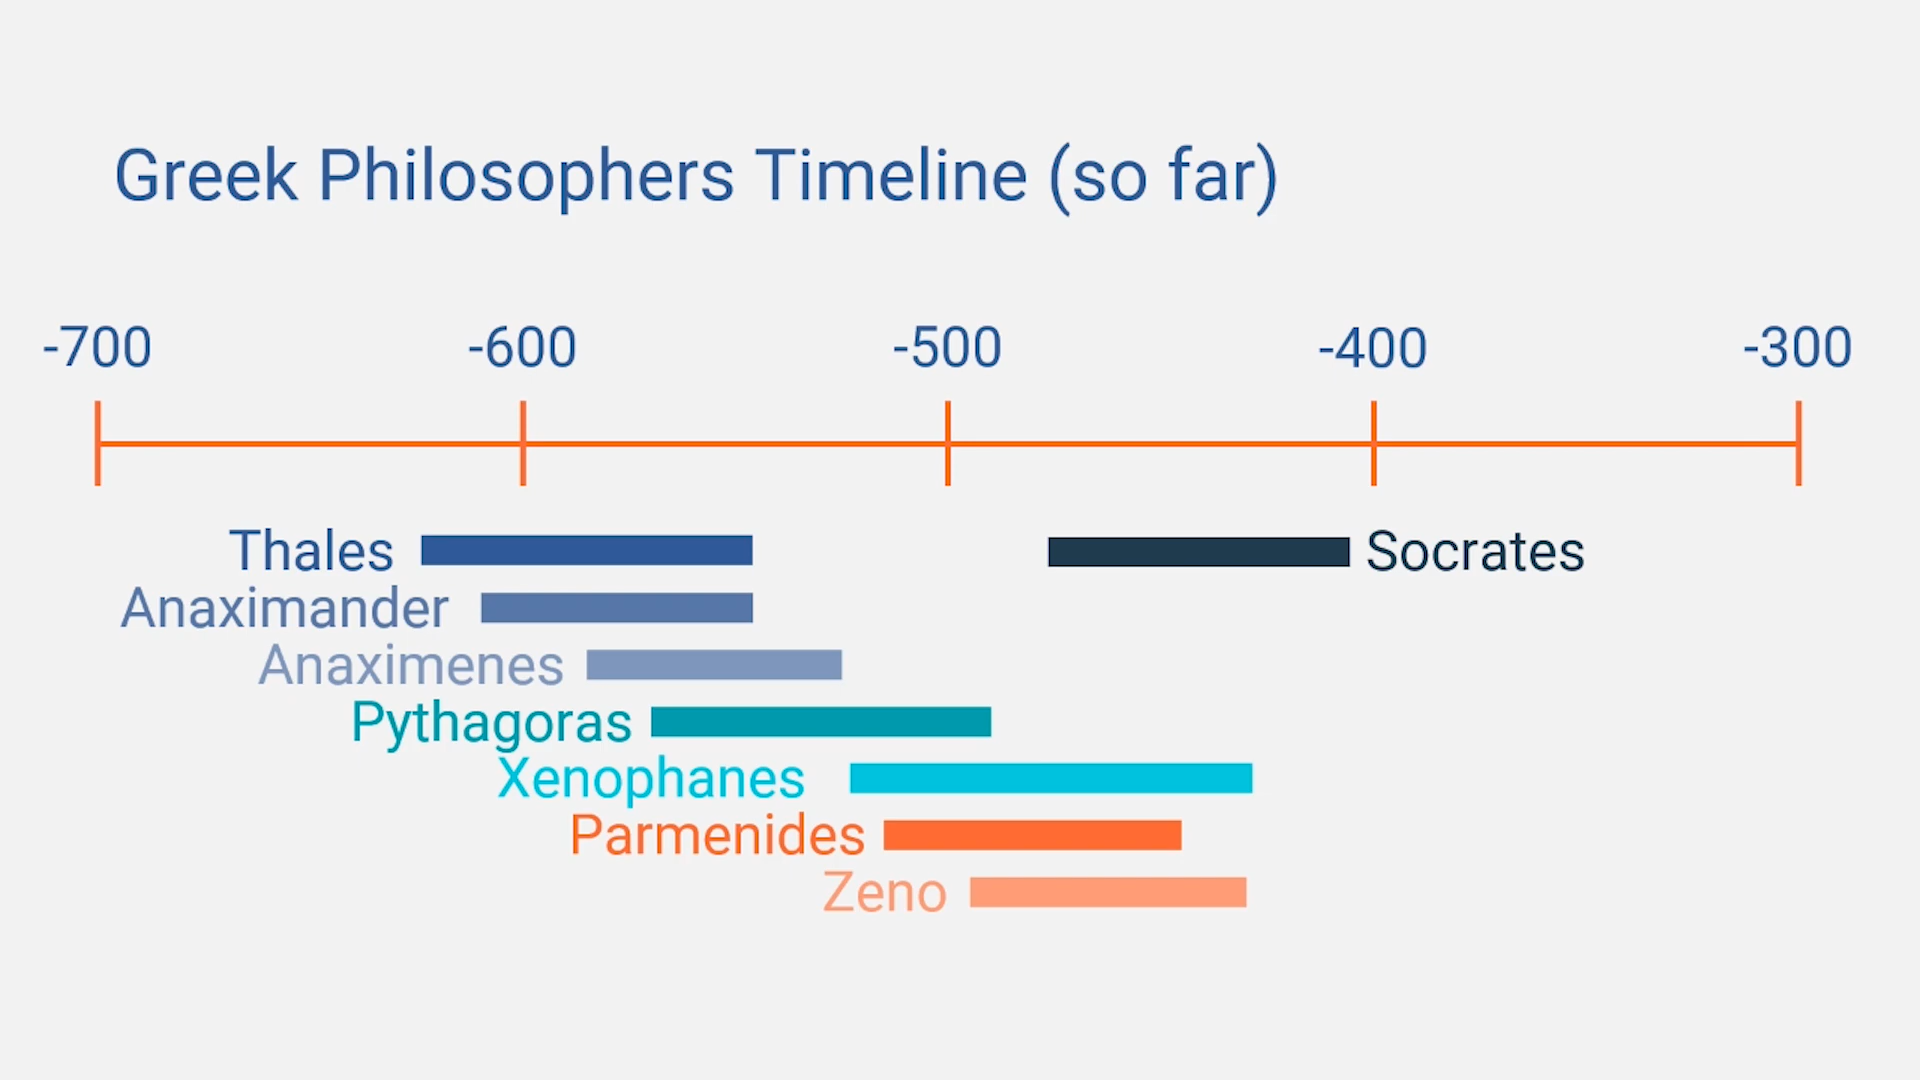 Greek Philosophers Timeline (so far)
-700 -600 -500 -400 -300
Thales Socrates
Anaximander
Anaximenes
Pythagoras
Xenophanes
Parmenides
Zeno